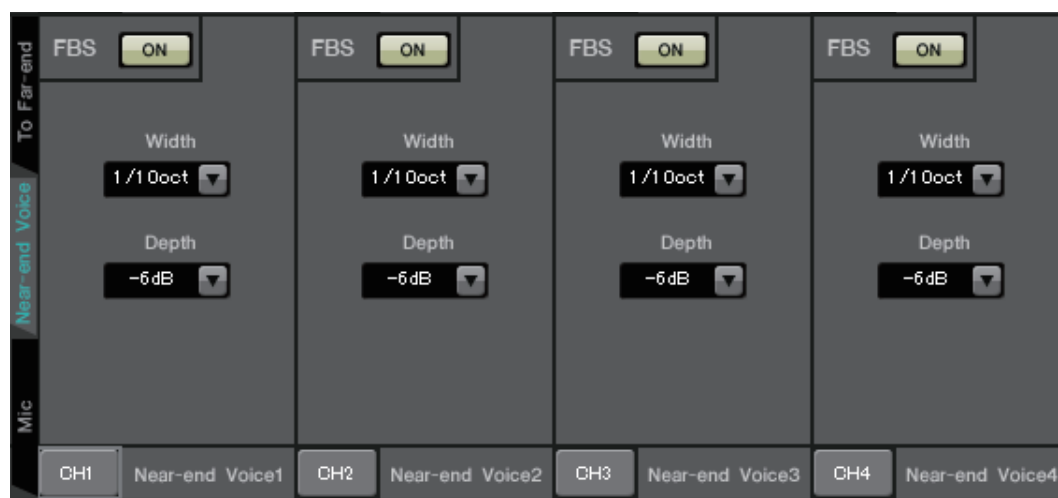 To Far-end
Near-end Voice
Mic
FBS ON FBS ON FBS ON FBS ON
Width Width Width Width
1/10oct 1/10oct 1/10oct 1/10oct
Depth Depth Depth Depth
-6dB -6dB -6dB -6dB
CH1 Near-end Voice1 CH2 Near-end Voice2 CH3 Near-end Voice3 CH4 Near-end Voice4